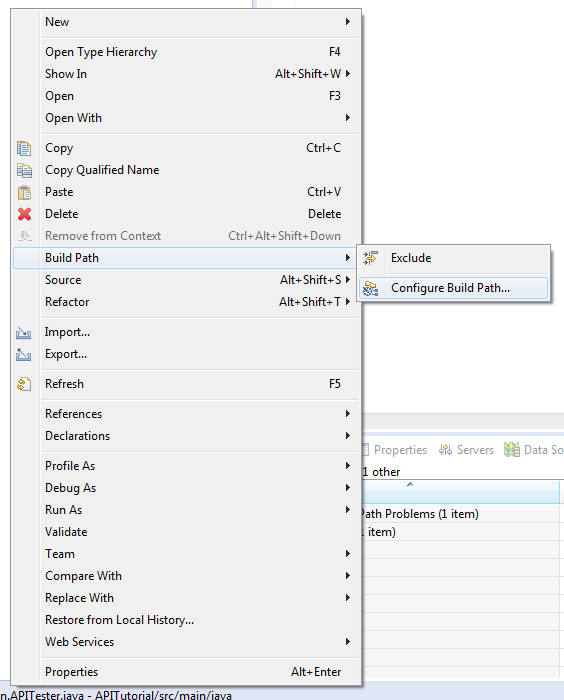 New
Open Type Hierarchy F4
Show In Alt+Shift+W
Open F3
Open With
Copy Ctrl+C
Copy Qualified Name
Paste Ctrl+V
Delete Delete
Remove from Context Ctrl+Alt+Shift+Down
Build Path
Exclude
Source Alt+Shift+S
Configure Build Path...
Refactor Alt+Shift+T
Import...
Export...
Refresh F5
References
Declarations
Properties Servers Data So
Profile As
1 other
Debug As
Run As
Path Problems (1 item)
Validate
item)
Team
Compare With
Replace With
Restore from Local History...
Web Services
Properties Alt+Enter
n.APITester.java - APITutorial/src/main/java